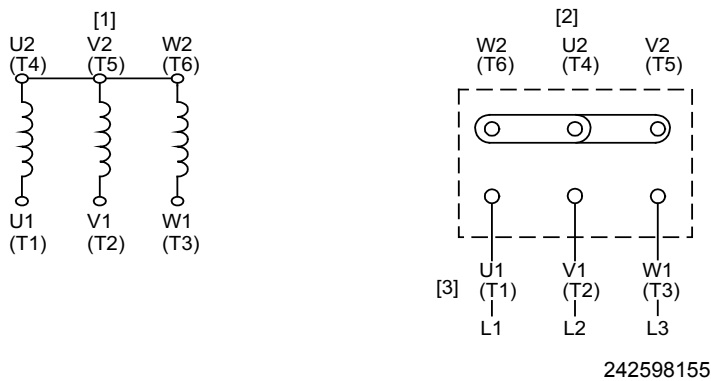 [1]
U2 V2 W2
(T4) (T5) (T6)
U1 V1 W1
(T1) (T2) (T3)
[2]
W2 U2 V2
(T6) (T4) (T5)
[3]
U1 V1 W1
(T1) (T2) (T3)
L1 L2 L3
242598155